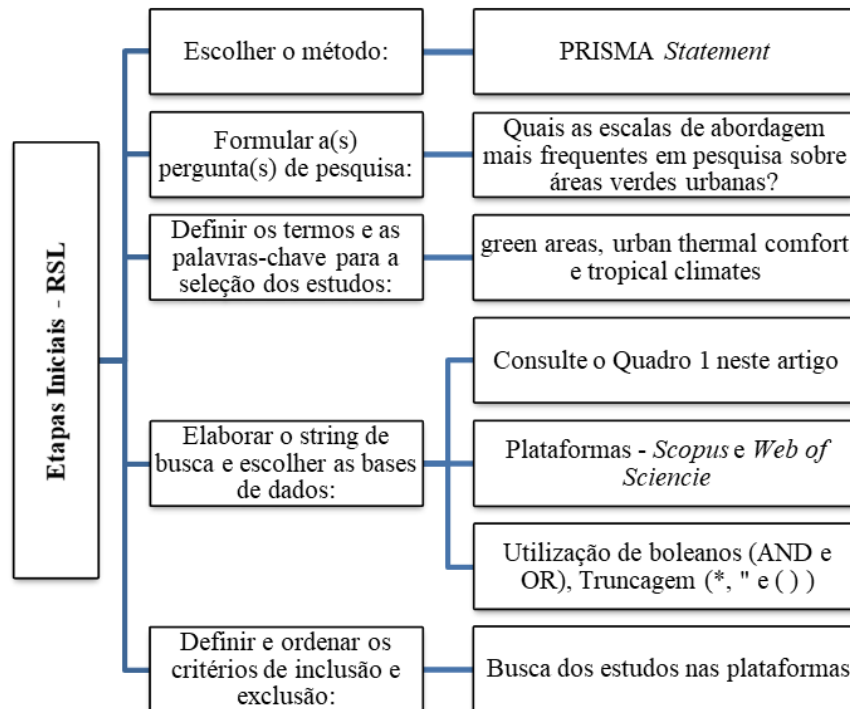 Etapas Iniciais - RSL
Escolher o método:
PRISMA Statement
Formular a(s)
pergunta(s) de pesquisa:
Quais as escalas de abordagem
mais frequentes em pesquisa sobre
áreas verdes urbanas?
Definir os termos e as
palavras-chave para a
seleção dos estudos:
green areas, urban thermal comfort
e tropical climates
Elaborar o string de
busca e escolher as bases
de dados:
Consulte o Quadro 1 neste artigo
Plataformas - Scopus e Web of
Sciencie
Utilização de boleanos (AND e
OR), Truncagem (*, " e ( ) )
Definir e ordenar os
critérios de inclusão e
exclusão:
Busca dos estudos nas plataformas